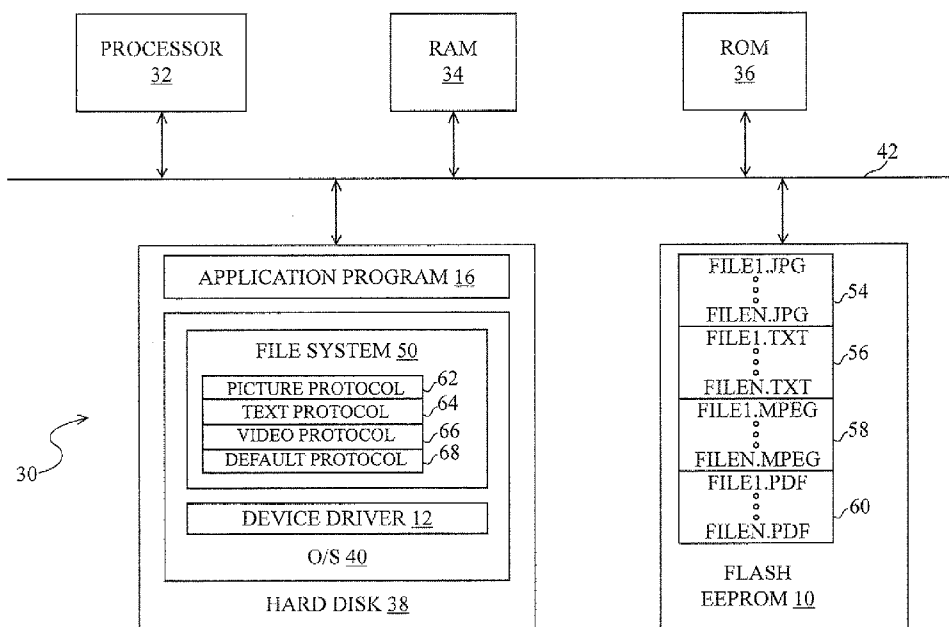 PROCESSOR
32
RAM
34
ROM
36
42
APPLICATION PROGRAM 16
FILE SYSTEM 50
PICTURE PROTOCOL
62
TEXT PROTOCOL
64
VIDEO PROTOCOL
66
DEFAULT PROTOCOL
68
DEVICE DRIVER 12
O/S 40
HARD DISK 38
30
FILE1.JPG
FILEN.JPG
54
FILE1.TXT
FILEN.TXT
56
FILE1.MPEG
FILEN.MPEG
58
FILE1.PDF
FILEN.PDF
60
FLASH
EEPROM 10